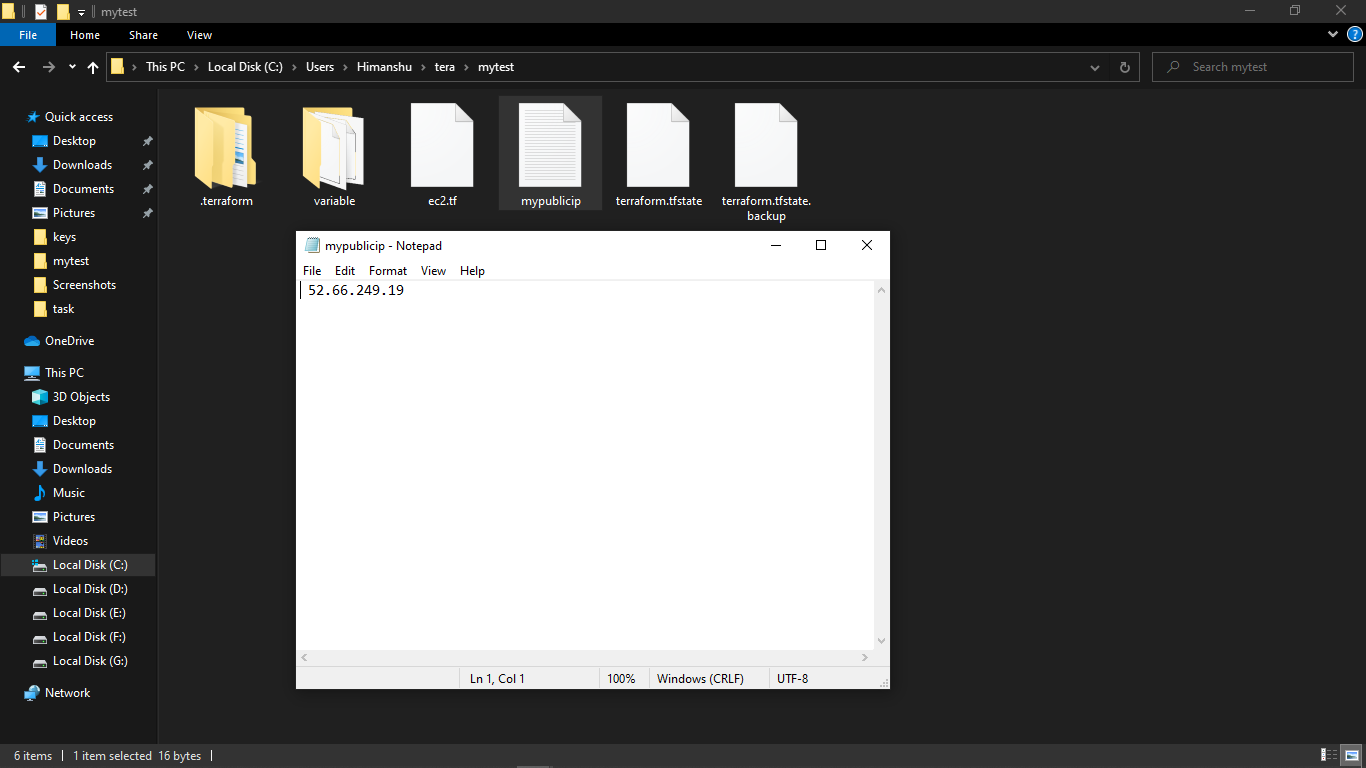 mytest
File Home Share View
This PC Local Disk (C:) Users Himanshu tera mytest
Search mytest
Quick access
Desktop
Downloads
Documents
Pictures
keys
mytest
Screenshots
task
OneDrive
This PC
3D Objects
Desktop
Documents
Downloads
Music
Pictures
Videos
Local Disk (C:)
Local Disk (D:)
Local Disk (E:)
Local Disk (F:)
Local Disk (G:)
Network
.terraform
variable
ec2.tf
mypublicip
terraform.tfstate
terraform.tfstate.
backup
mypublicip - Notepad
File Edit Format View Help
52.66.249.19
Ln 1, Col 1 100% Windows (CRLF) UTF-8
6 items 1 item selected 16 bytes